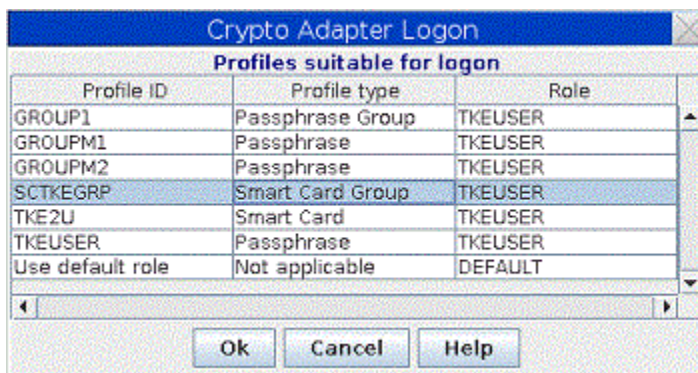 Crypto Adapter Logon
Profiles suitable for logon
Profile ID Profile type Role
GROUP1 Passphrase Group TKEUSER
GROUPM1 Passphrase TKEUSER
GROUPM2 Passphrase TKEUSER
SCTKEGRP Smart Card Group TKEUSER
TKE2U Smart Card TKEUSER
TKEUSER Passphrase TKEUSER
Use default role Not applicable DEFAULT
Ok Cancel Help